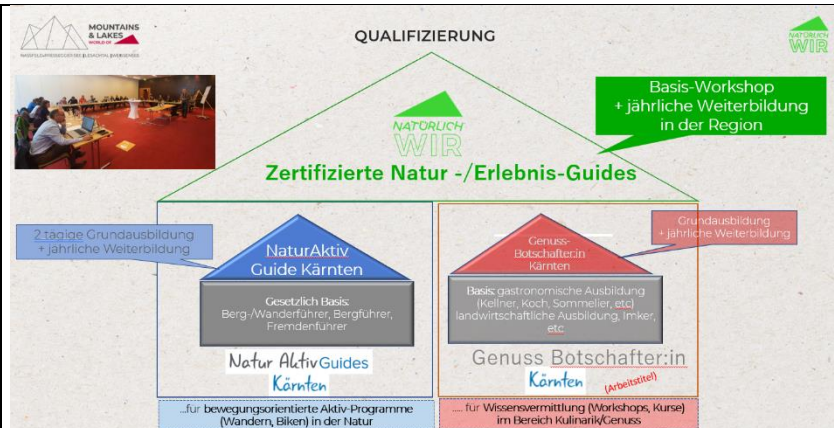 MOUNTAINS
& LAKES
WORLD OF
QUALIFIZIERUNG
NATÜRLICH
WIR
Basis-Workshop
+ jährliche Weiterbildung
in der Region
NATÜRLICH
WIR
Zertifizierte Natur -/Erlebnis-Guides
2 tägige Grundausbildung
+ jährliche Weiterbildung
NaturAktiv
Guide Kärnten
Gesetzlich Basis:
Berg-/Wanderführer, Bergführer,
Fremdenführer
Natur AktivGuides
Kärnten
...für bewegungsorientierte Aktiv-Programme
(Wandern, Biken) in der Natur
Grundausbildung
+ jährliche Weiterbildung
Genuss-
Botschafter:in
Kärnten
Basis: gastronomische Ausbildung
(Kellner, Koch, Sommelier, etc)
landwirtschaftliche Ausbildung, Imker,
etc
Genuss Botschafter:in
Kärnten
(Arbeitstitel)
..... für Wissensvermittlung (Workshops, Kurse)
im Bereich Kulinarik/Genuss